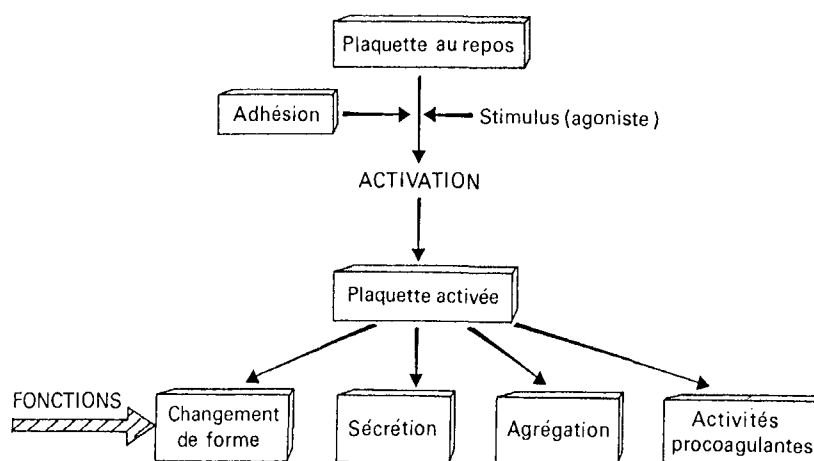 Plaquette au repos
Adhésion
Stimulus (agoniste)
ACTIVATION
Plaquette activée
FONCTIONS
Changement
de forme
Sécrétion
Agrégation
Activités
procoagulantes